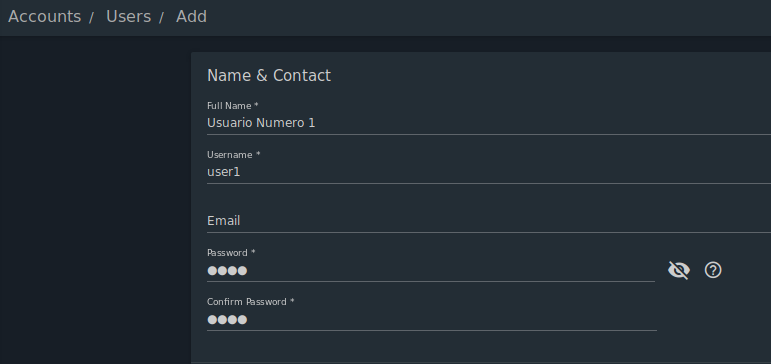 Accounts / Users / Add
Name & Contact
Full Name *
Usuario Numero 1
Username *
user1
Email
Password *
●●●●
Confirm Password *
●●●●